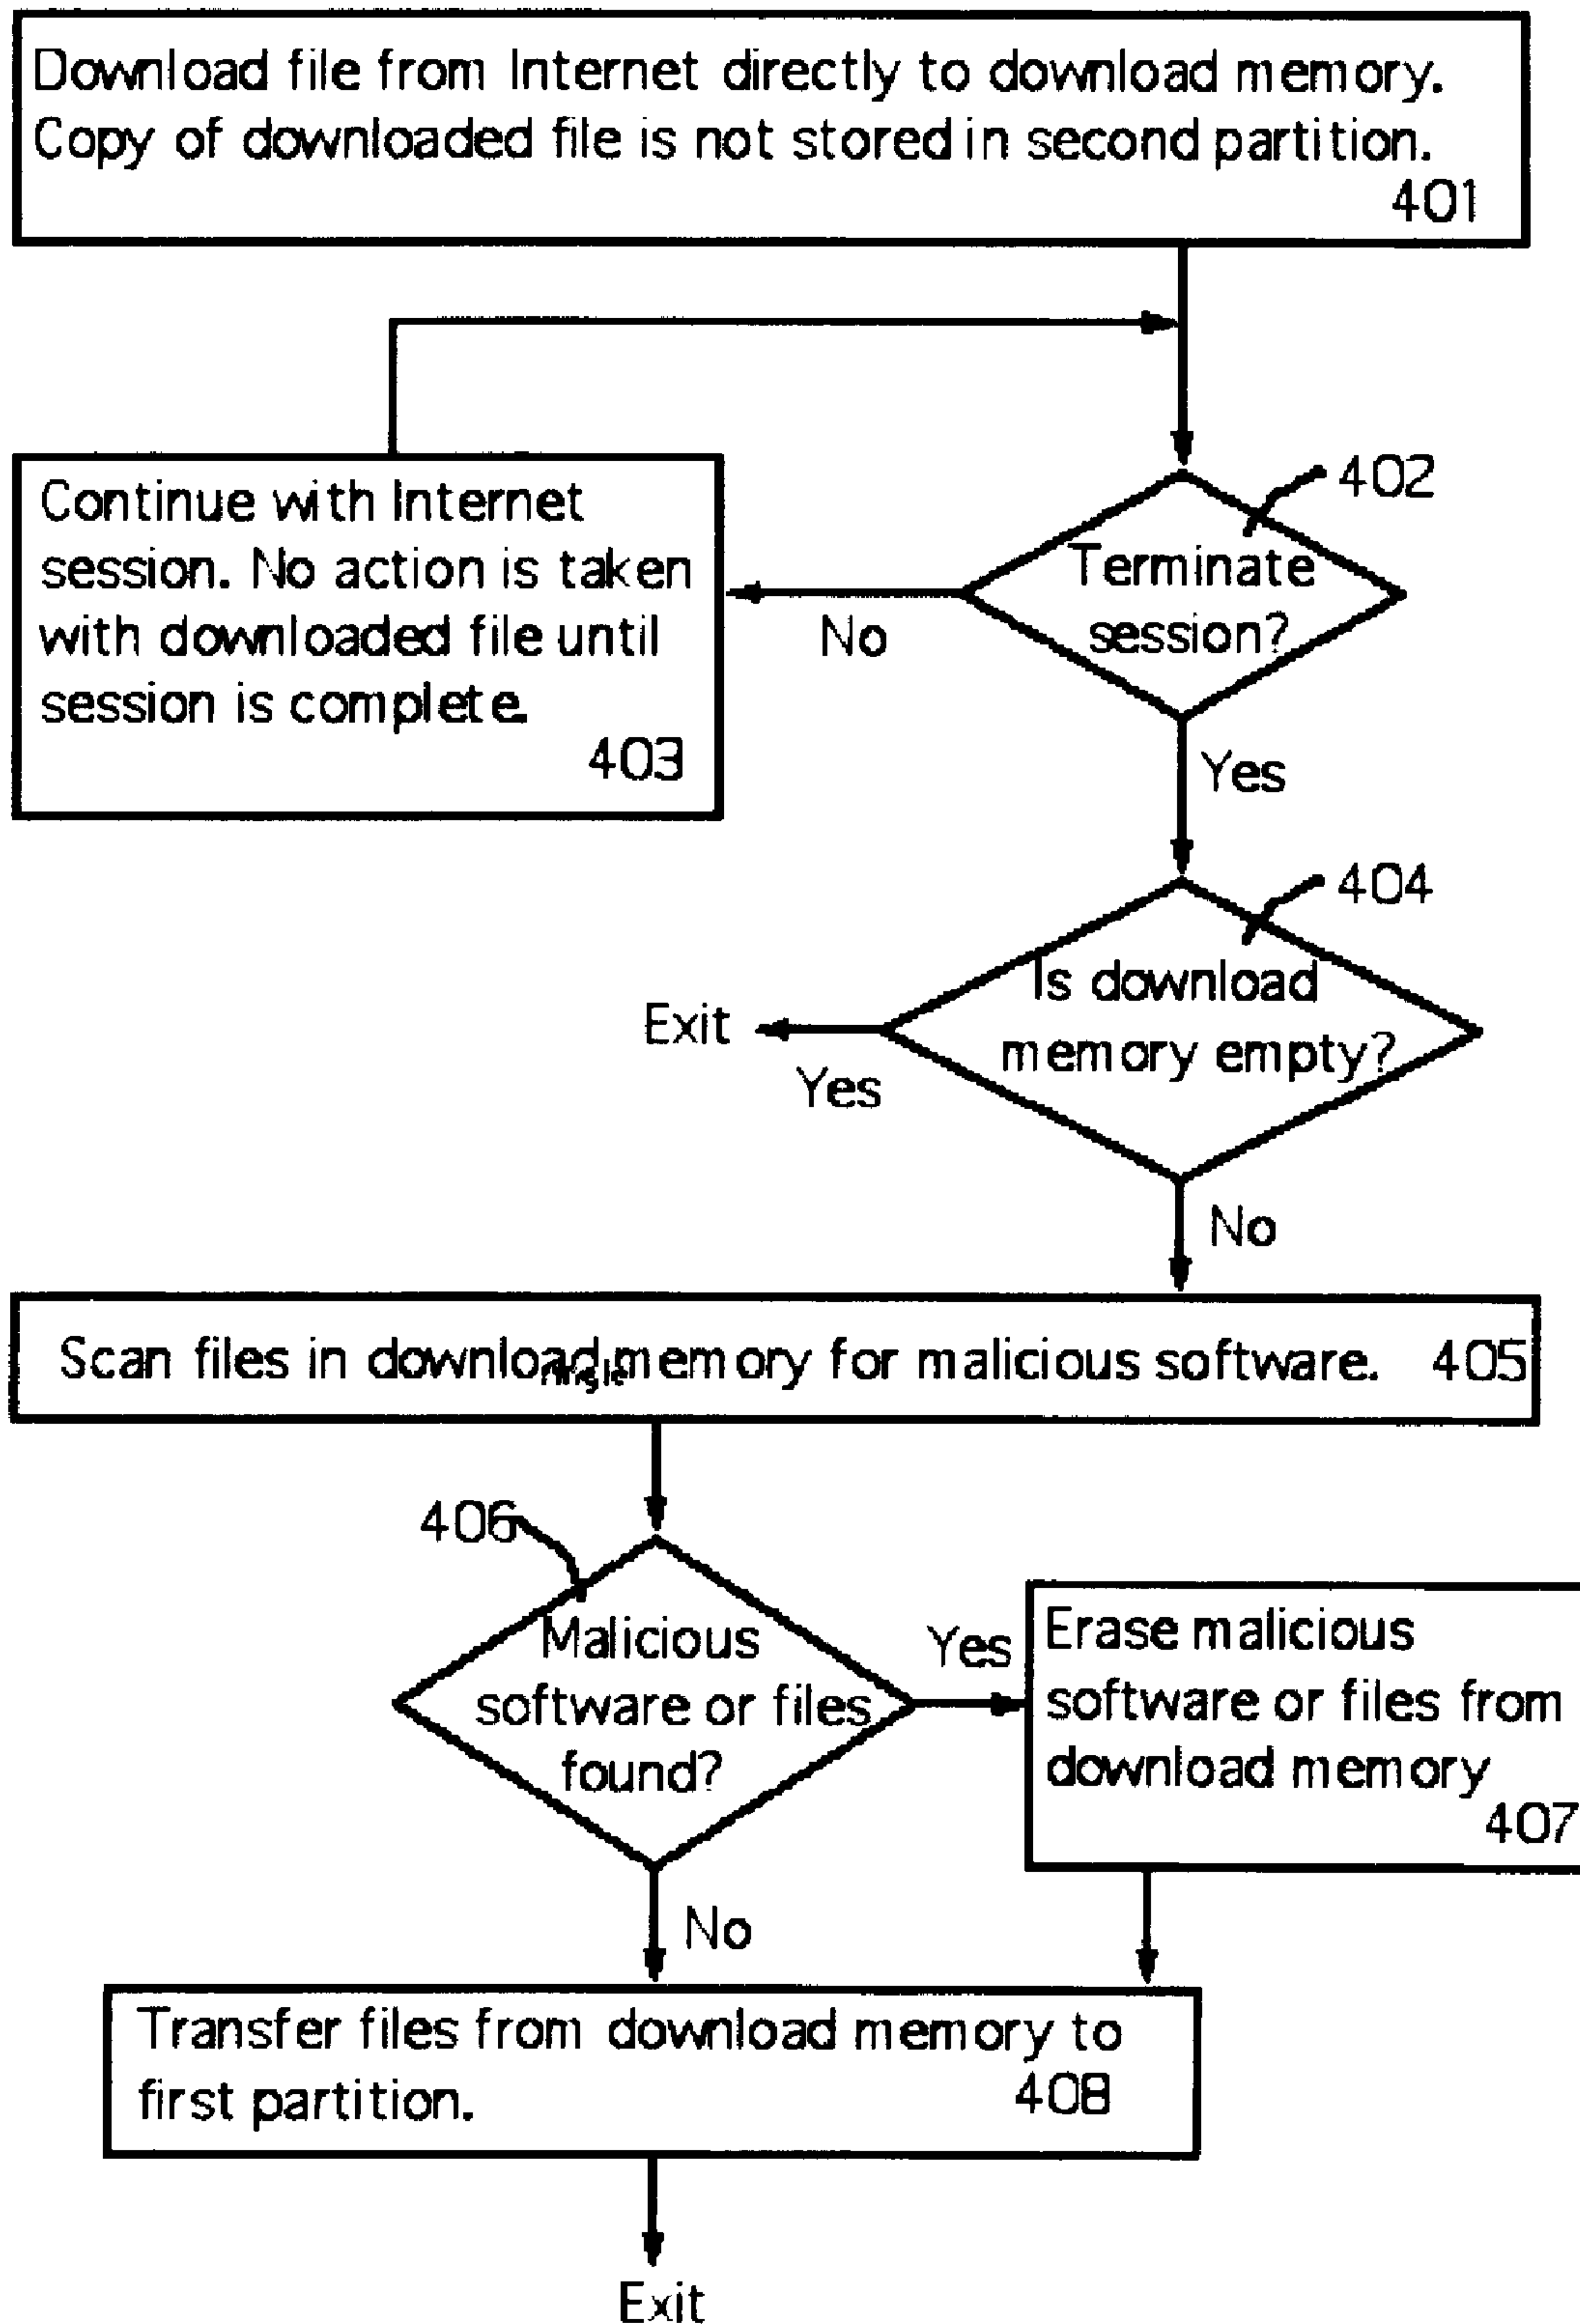 Download file from Internet directly to download memory.
Copy of downloaded file is not stored in second partition.
401
402
Terminate
session?
No
Continue with Internet
session. No action is taken
with downloaded file until
session is complete.
403
Yes
404
Is download
memory empty?
Exit
Yes
No
Scan files in download memory for malicious software. 405
406
Malicious
software or files
found?
Yes
Erase malicious
software or files from
download memory
407
No
Transfer files from download memory to
first partition.
408
Exit